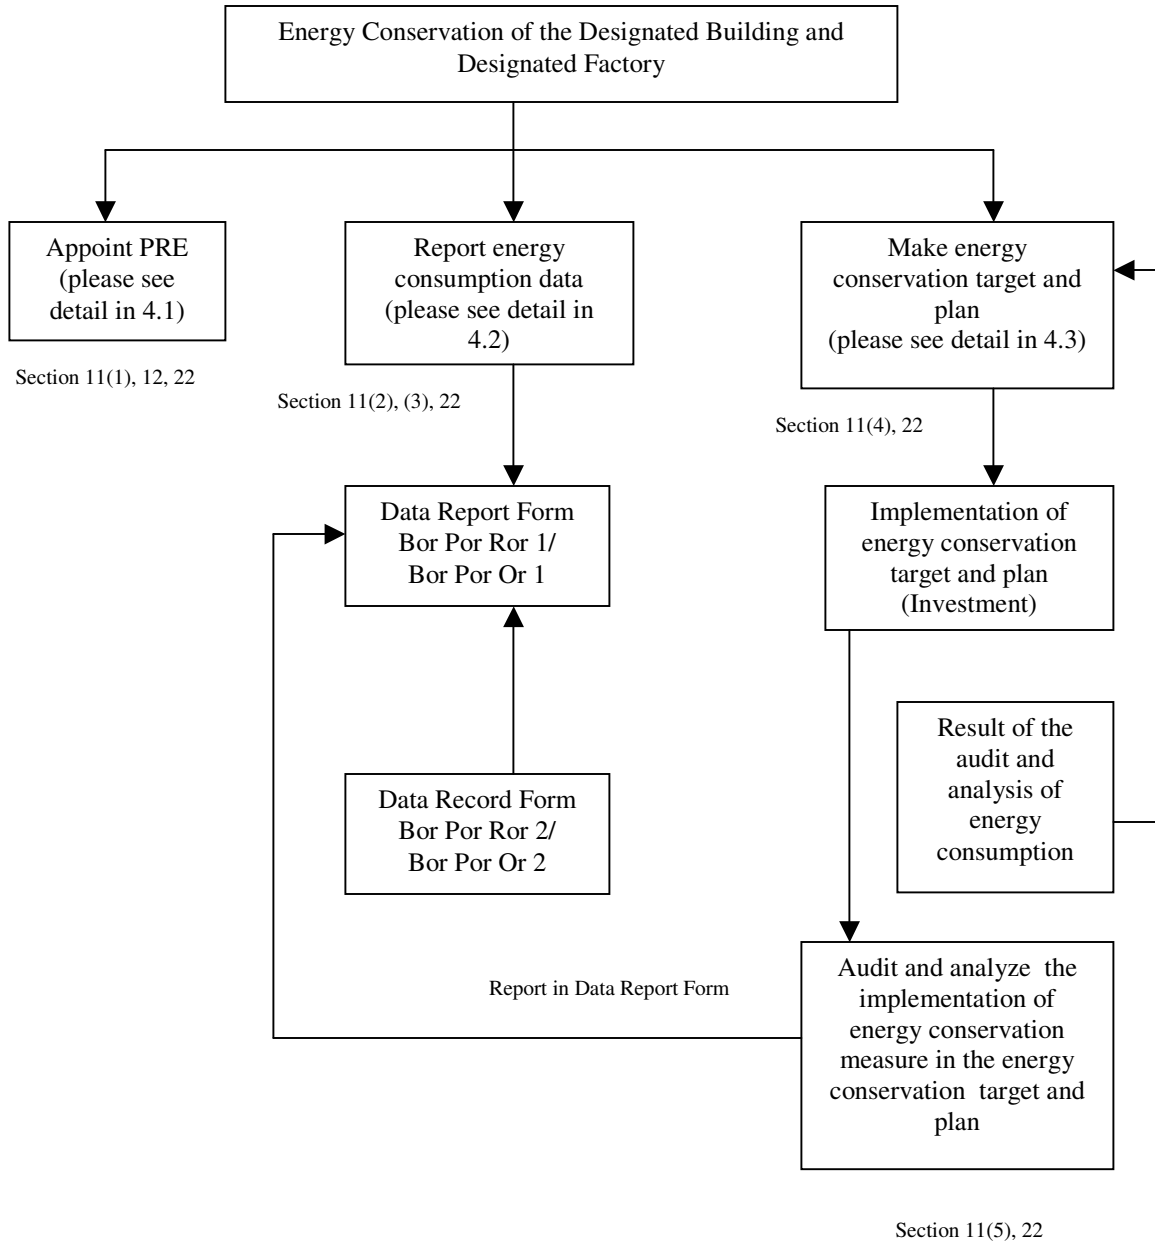 Energy Conservation of the Designated Building and
Designated Factory
Appoint PRE
(please see
detail in 4.1)
Section 11(1), 12, 22
Report energy
consumption data
(please see detail in
4.2)
Section 11(2), (3), 22
Make energy
conservation target and
plan
(please see detail in 4.3)
Section 11(4), 22
Data Report Form
Bor Por Ror 1/
Bor Por Or 1
Implementation of
energy conservation
target and plan
(Investment)
Data Record Form
Bor Por Ror 2/
Bor Por Or 2
Result of the
audit and
analysis of
energy
consumption
Report in Data Report Form
Audit and analyze the
implementation of
energy conservation
measure in the energy
conservation target and
plan
Section 11(5), 22